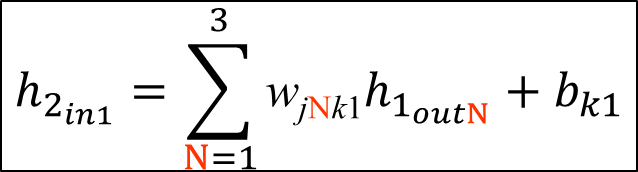 h_{2_{in1}} = \sum_{N=1}^{3} w_{jNk1} h_{1_{outN}} + b_{k1}